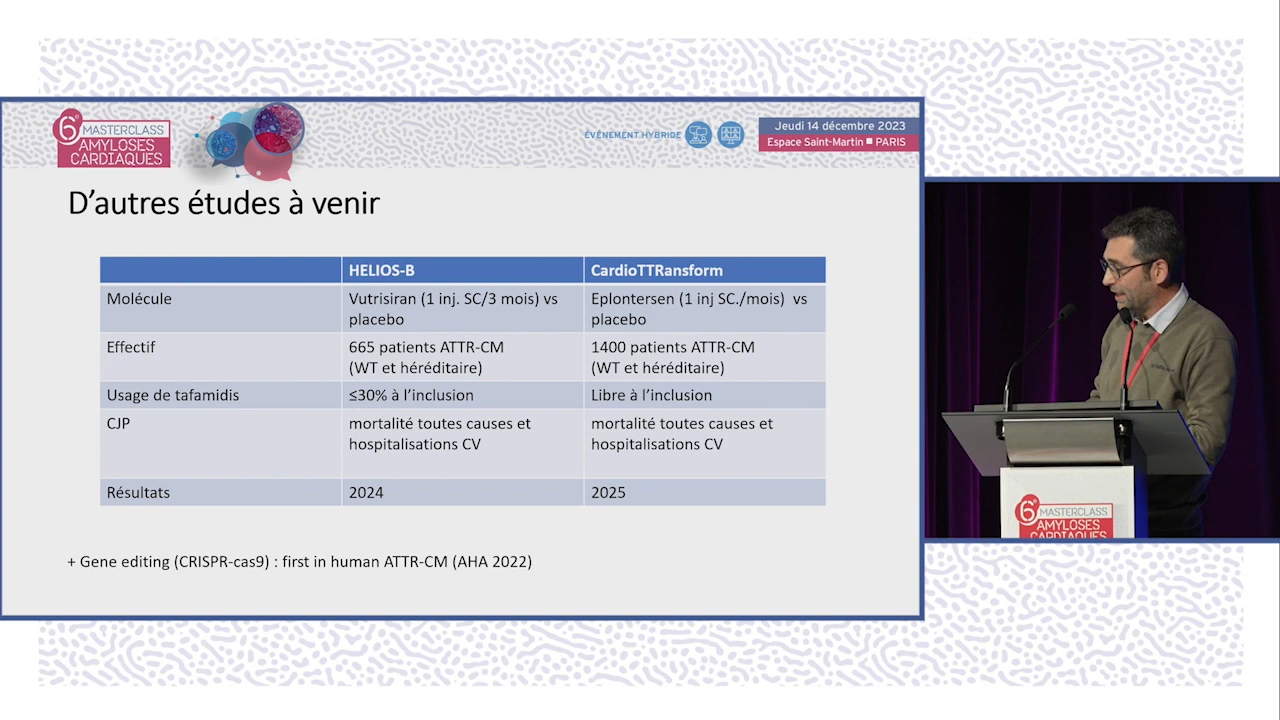 6e
MASTERCLASS
AMYLOSES
CARDIAQUES
ÉVÉNEMENT HYBRIDE
Jeudi 14 décembre 2023
Espace Saint-Martin ■ PARIS
D’autres études à venir
HELIOS-B CardioTTRansform
Molécule Vutrisiran (1 inj. SC/3 mois) vs placebo Eplontersen (1 inj SC./mois) vs placebo
Effectif 665 patients ATTR-CM (WT et héréditaire) 1400 patients ATTR-CM (WT et héréditaire)
Usage de tafamidis ≤30% à l’inclusion Libre à l’inclusion
CJP mortalite toutes causes et hospitalisations CV mortalité toutes causes et hospitalisations CV
Résultats 2024 2025
+ Gene editing (CRISPR-cas9) : first in human ATTR-CM (AHA 2022)
6e
MASTERCLASS
AMYLOSES
CARDIAQUES